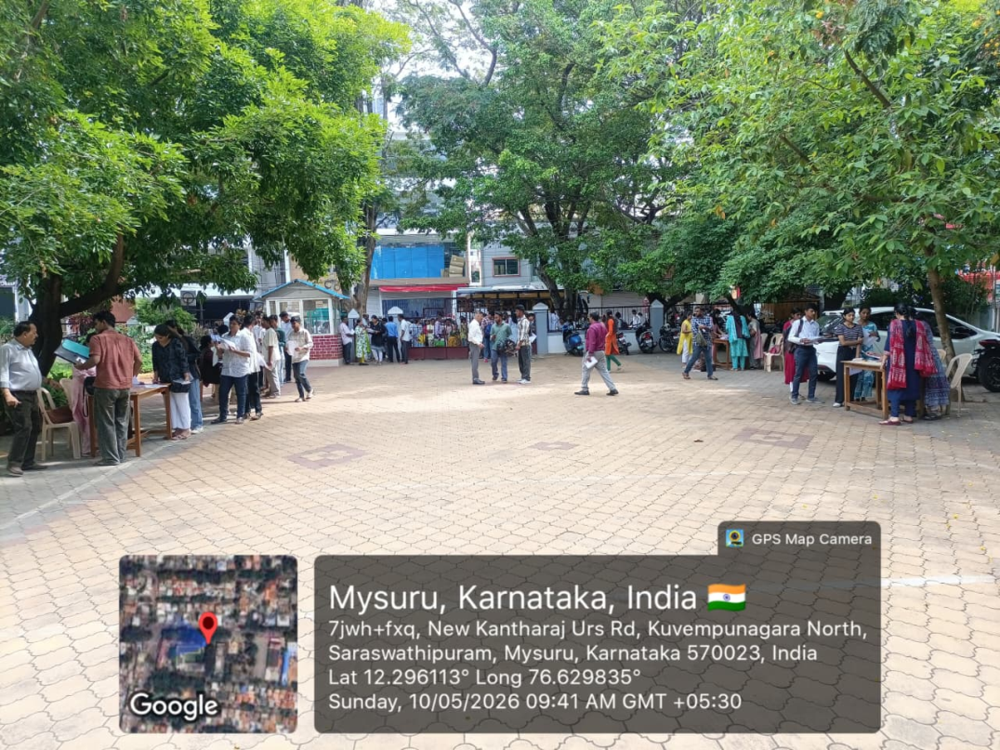 GPS Map Camera
Mysuru, Karnataka, India 🇮🇳
7jwh+fxq, New Kantharaj Urs Rd, Kuvempunagara North,
Saraswathipuram, Mysuru, Karnataka 570023, India
Lat 12.296113° Long 76.629835°
Sunday, 10/05/2026 09:41 AM GMT +05:30
Google